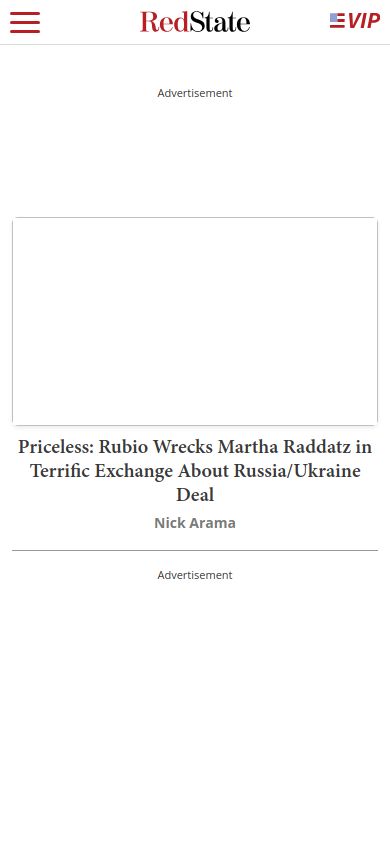 RedState
VIP
Advertisement
Priceless: Rubio Wrecks Martha Raddatz in
Terrific Exchange About Russia/Ukraine
Deal
Nick Arama
Advertisement